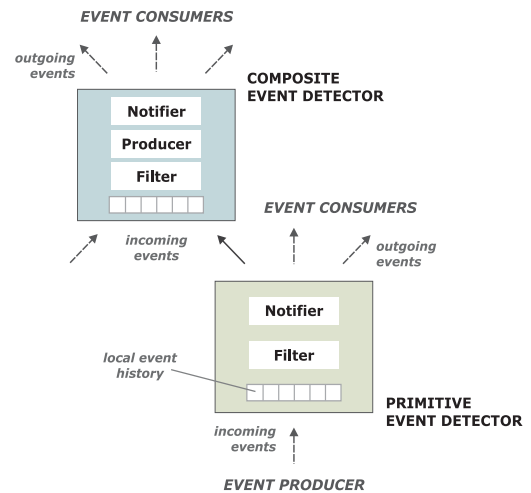 EVENT CONSUMERS
outgoing
events
COMPOSITE
EVENT DETECTOR
Notifier
Producer
Filter
incoming
events
EVENT CONSUMERS
outgoing
events
Notifier
Filter
local event
history
PRIMITIVE
EVENT DETECTOR
incoming
events
EVENT PRODUCER